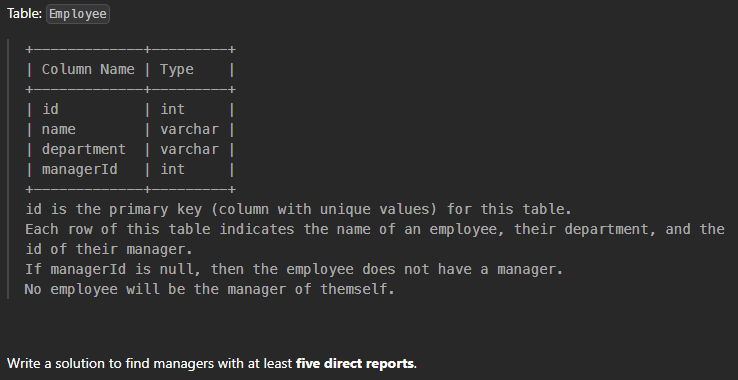 Table: Employee
+-------------+---------+
| Column Name | Type    |
+-------------+---------+
| id          | int     |
| name        | varchar |
| department  | varchar |
| managerId   | int     |
+-------------+---------+
id is the primary key (column with unique values) for this table.
Each row of this table indicates the name of an employee, their department, and the
id of their manager.
If managerId is null, then the employee does not have a manager.
No employee will be the manager of themself.
Write a solution to find managers with at least five direct reports.